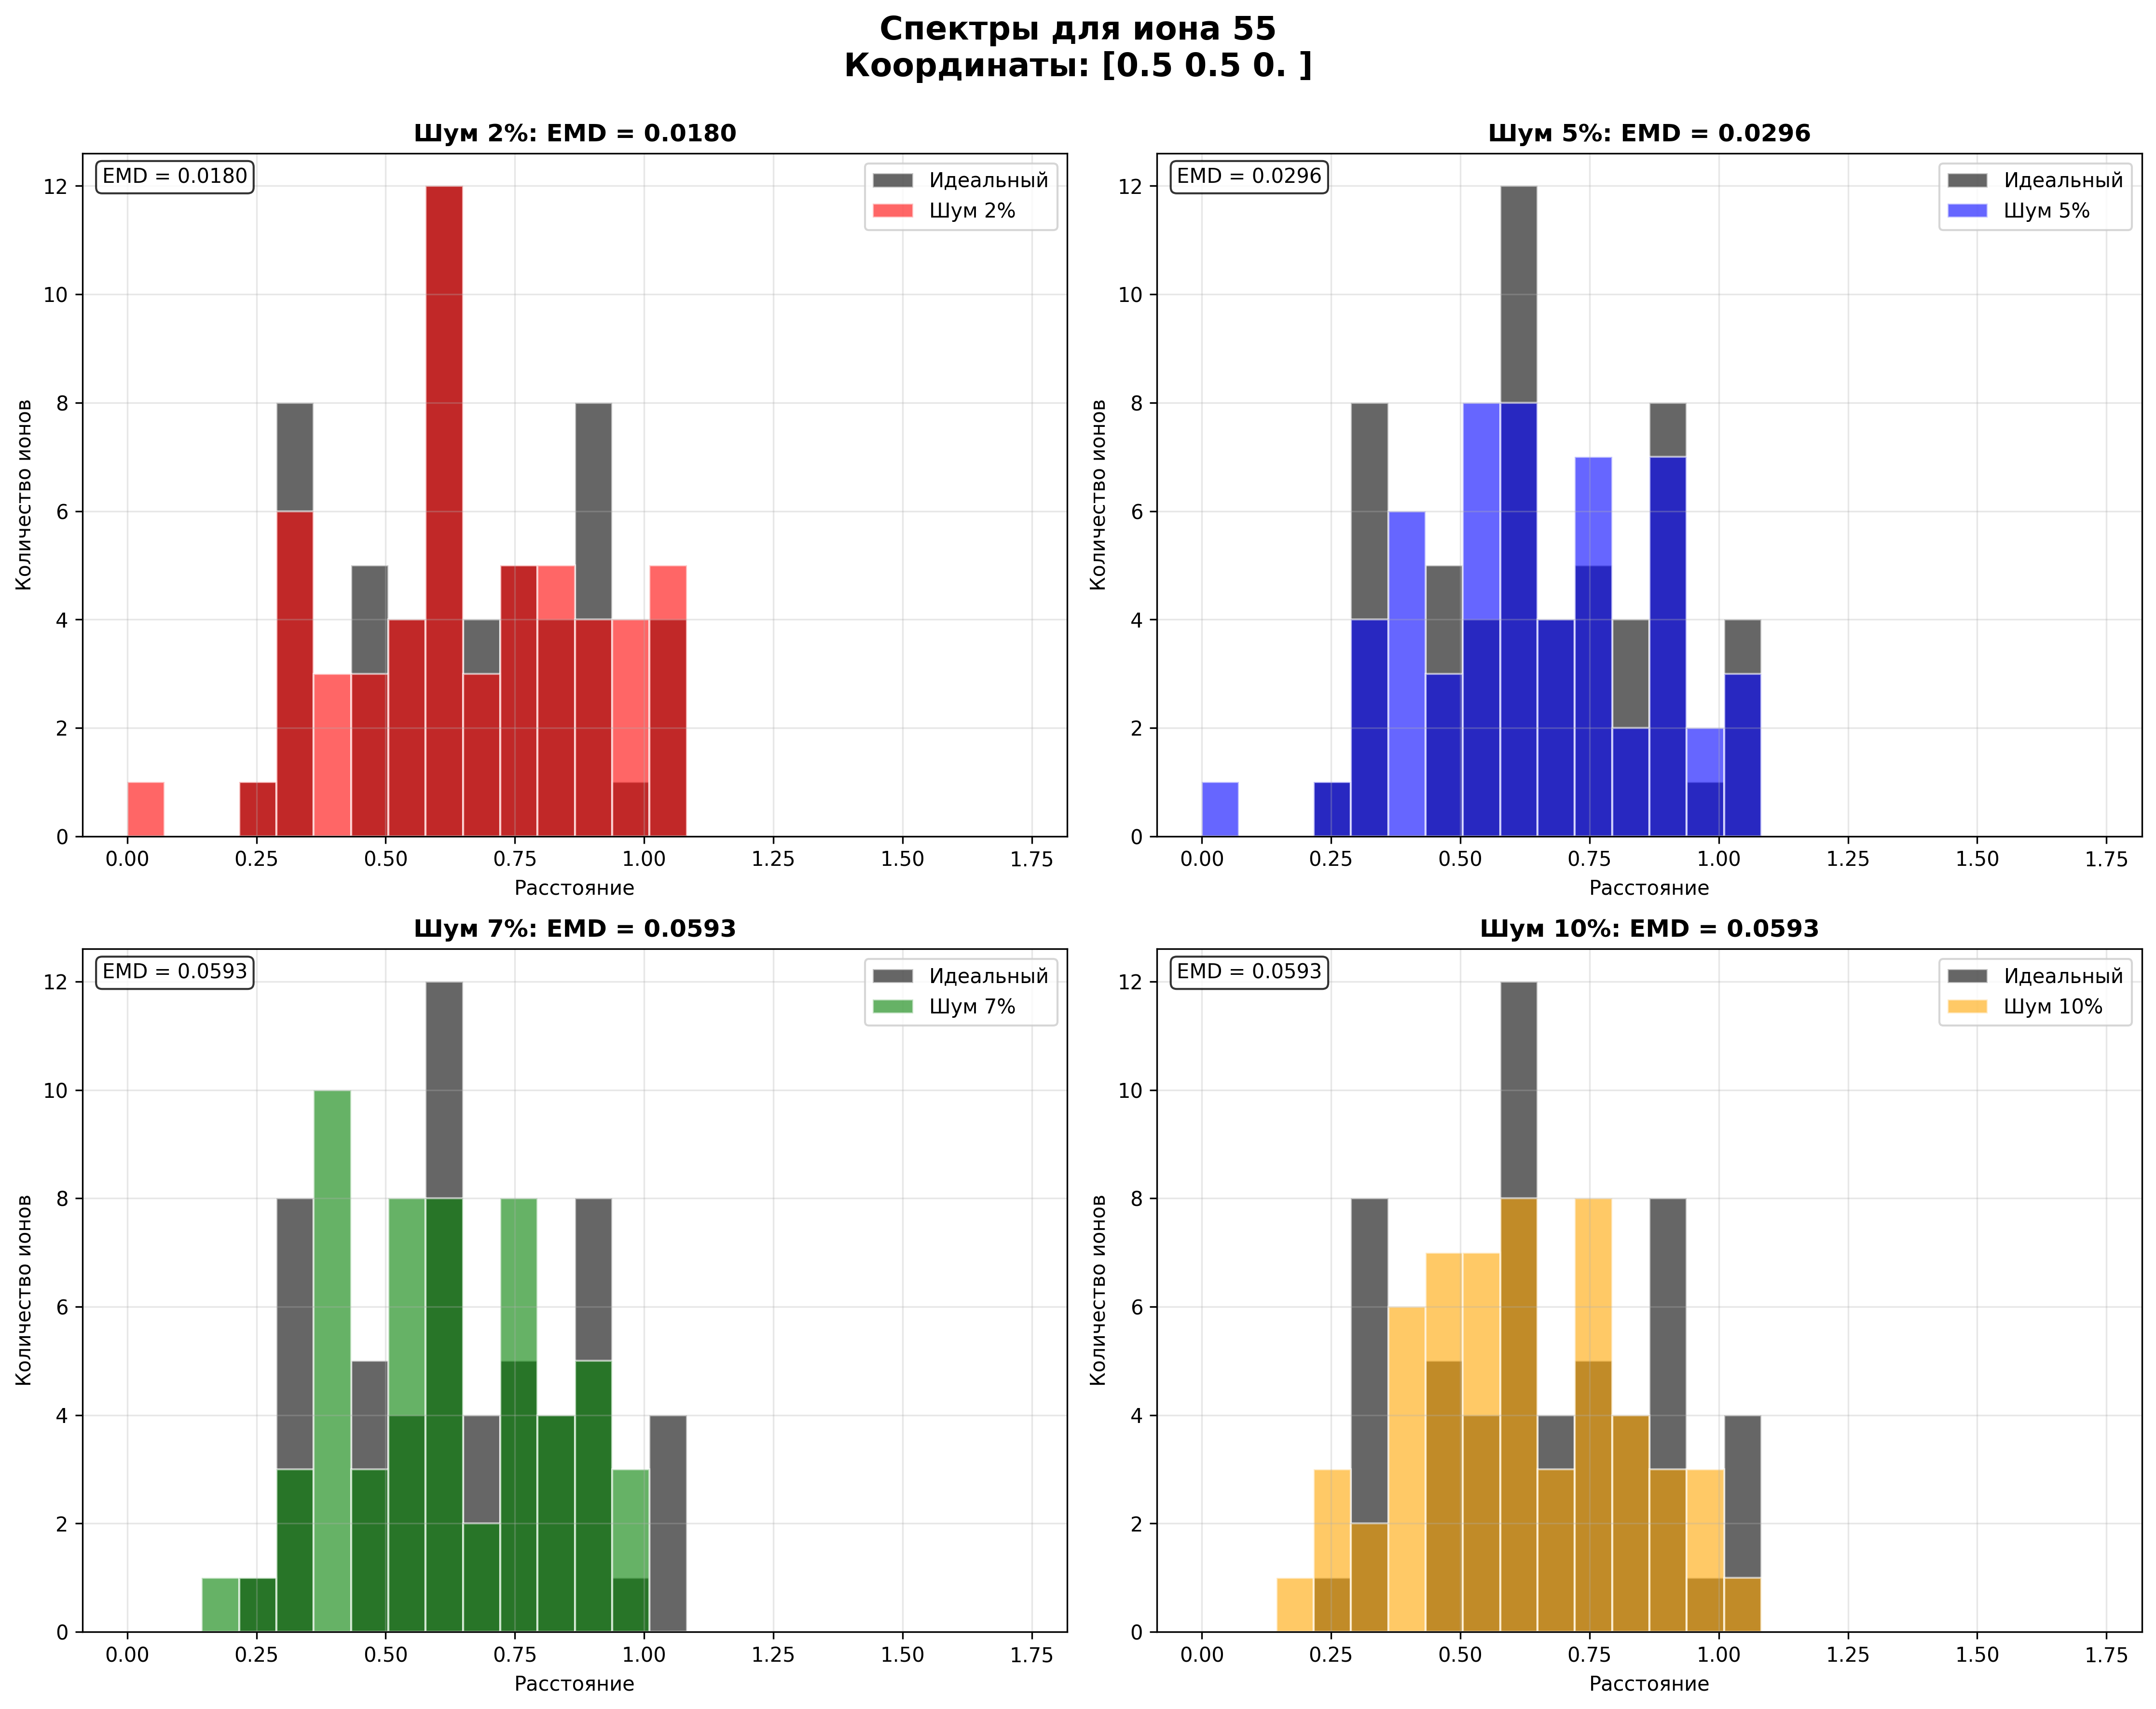 Спектры для иона 55
Координаты: [0.5 0.5 0. ]
Шум 2%: EMD = 0.0180
EMD = 0.0180
Идеальный
Шум 2%
Количество ионов
12
10
8
6
4
2
0
0.00 0.25 0.50 0.75 1.00 1.25 1.50 1.75
Расстояние
Шум 5%: EMD = 0.0296
EMD = 0.0296
Идеальный
Шум 5%
Количество ионов
12
10
8
6
4
2
0
0.00 0.25 0.50 0.75 1.00 1.25 1.50 1.75
Расстояние
Шум 7%: EMD = 0.0593
EMD = 0.0593
Идеальный
Шум 7%
Количество ионов
12
10
8
6
4
2
0
0.00 0.25 0.50 0.75 1.00 1.25 1.50 1.75
Расстояние
Шум 10%: EMD = 0.0593
EMD = 0.0593
Идеальный
Шум 10%
Количество ионов
12
10
8
6
4
2
0
0.00 0.25 0.50 0.75 1.00 1.25 1.50 1.75
Расстояние